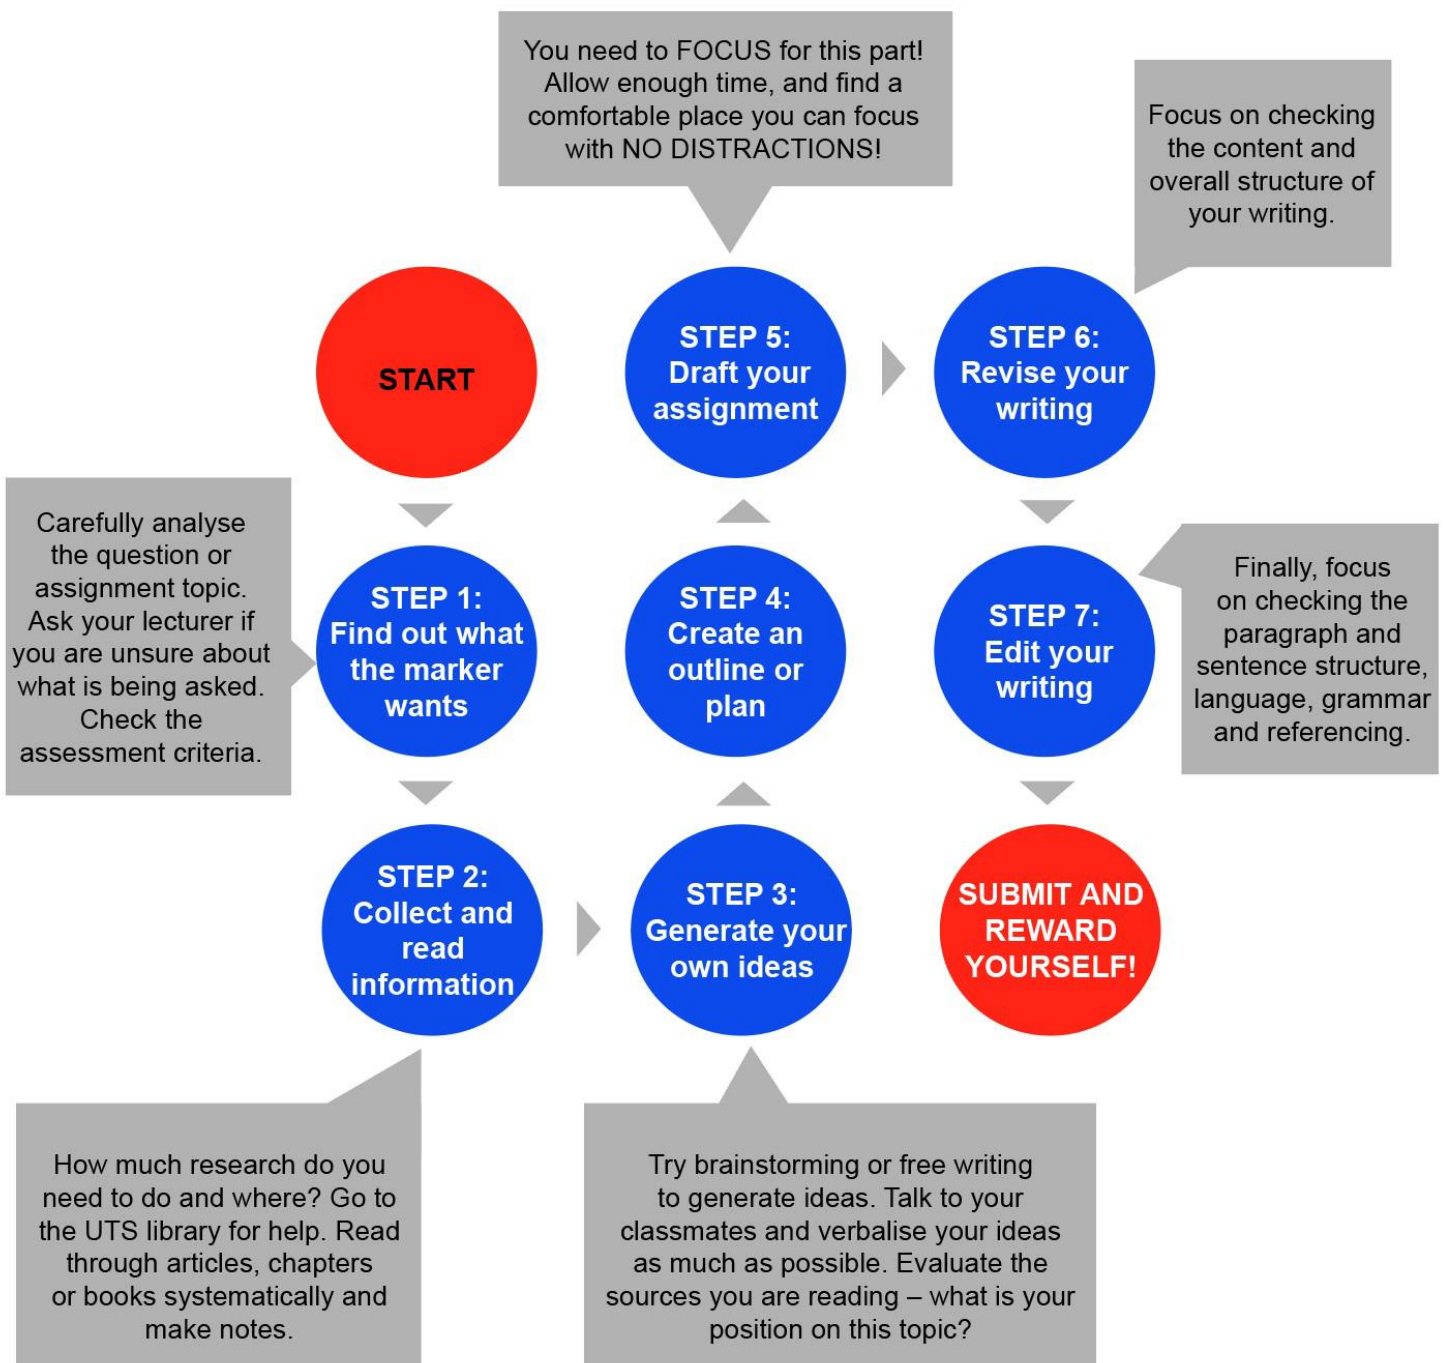 START
Carefully analyse
the question or
assignment topic.
Ask your lecturer if
you are unsure about
what is being asked.
Check the
assessment criteria.
STEP 1:
Find out what
the marker
wants
STEP 2:
Collect and
read
information
How much research do you
need to do and where? Go to
the UTS library for help. Read
through articles, chapters
or books systematically and
make notes.
STEP 3:
Generate your
own ideas
Try brainstorming or free writing
to generate ideas. Talk to your
classmates and verbalise your ideas
as much as possible. Evaluate the
sources you are reading – what is your
position on this topic?
STEP 4:
Create an
outline or
plan
You need to FOCUS for this part!
Allow enough time, and find a
comfortable place you can focus
with NO DISTRACTIONS!
STEP 5:
Draft your
assignment
Focus on checking
the content and
overall structure of
your writing.
STEP 6:
Revise your
writing
STEP 7:
Edit your
writing
Finally, focus
on checking the
paragraph and
sentence structure,
language, grammar
and referencing.
SUBMIT AND
REWARD
YOURSELF!